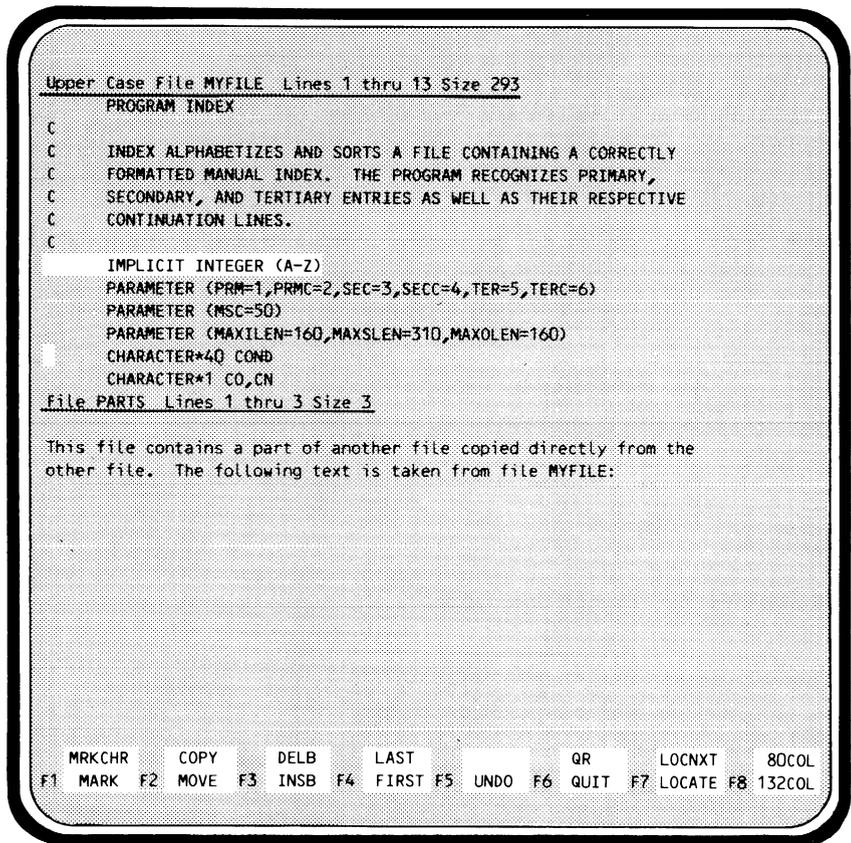 Upper Case File MYFILE  Lines 1 thru 13 Size 293
      PROGRAM INDEX
C
C     INDEX ALPHABETIZES AND SORTS A FILE CONTAINING A CORRECTLY
C     FORMATTED MANUAL INDEX.  THE PROGRAM RECOGNIZES PRIMARY,
C     SECONDARY, AND TERTIARY ENTRIES AS WELL AS THEIR RESPECTIVE
C     CONTINUATION LINES.
C
      IMPLICIT INTEGER (A-Z)
      PARAMETER (PRM=1,PRMC=2,SEC=3,SECC=4,TER=5,TERC=6)
      PARAMETER (MSC=50)
      PARAMETER (MAXILEN=160,MAXSLEN=310,MAXOLEN=160)
      CHARACTER*40 COND
      CHARACTER*1 CO,CN
File PARTS  Lines 1 thru 3 Size 3
This file contains a part of another file copied directly from the
other file.  The following text is taken from file MYFILE:
MRKCHR COPY DELB LAST QR LOCNXT 80COL
F1 MARK F2 MOVE F3 INSB F4 FIRST F5 UNDO F6 QUIT F7 LOCATE F8 132COL